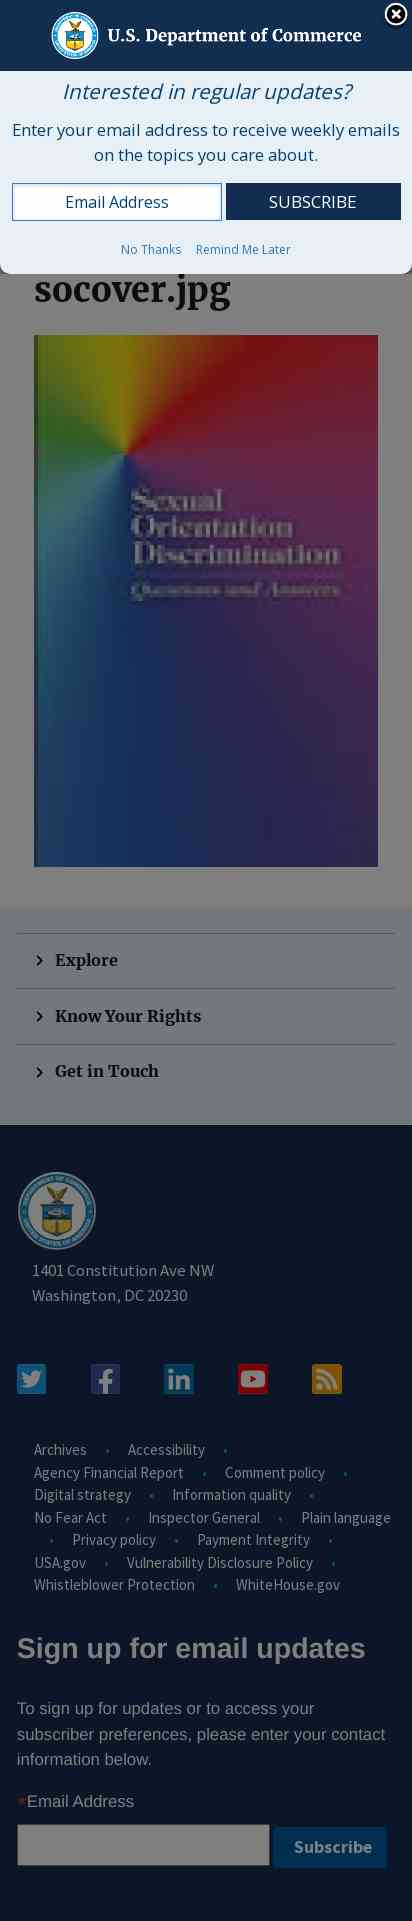 U.S. Department of Commerce
Interested in regular updates?
Enter your email address to receive weekly emails
on the topics you care about.
Email Address SUBSCRIBE
No Thanks Remind Me Later
socover.jpg
Sexual
Orientation
Discrimination
Questions and Answers
Explore
Know Your Rights
Get in Touch
1401 Constitution Ave NW
Washington, DC 20230
Archives • Accessibility •
Agency Financial Report • Comment policy •
Digital strategy • Information quality •
No Fear Act • Inspector General • Plain language
• Privacy policy • Payment Integrity •
USA.gov • Vulnerability Disclosure Policy •
Whistleblower Protection • WhiteHouse.gov
Sign up for email updates
To sign up for updates or to access your
subscriber preferences, please enter your contact
information below.
*Email Address
Subscribe